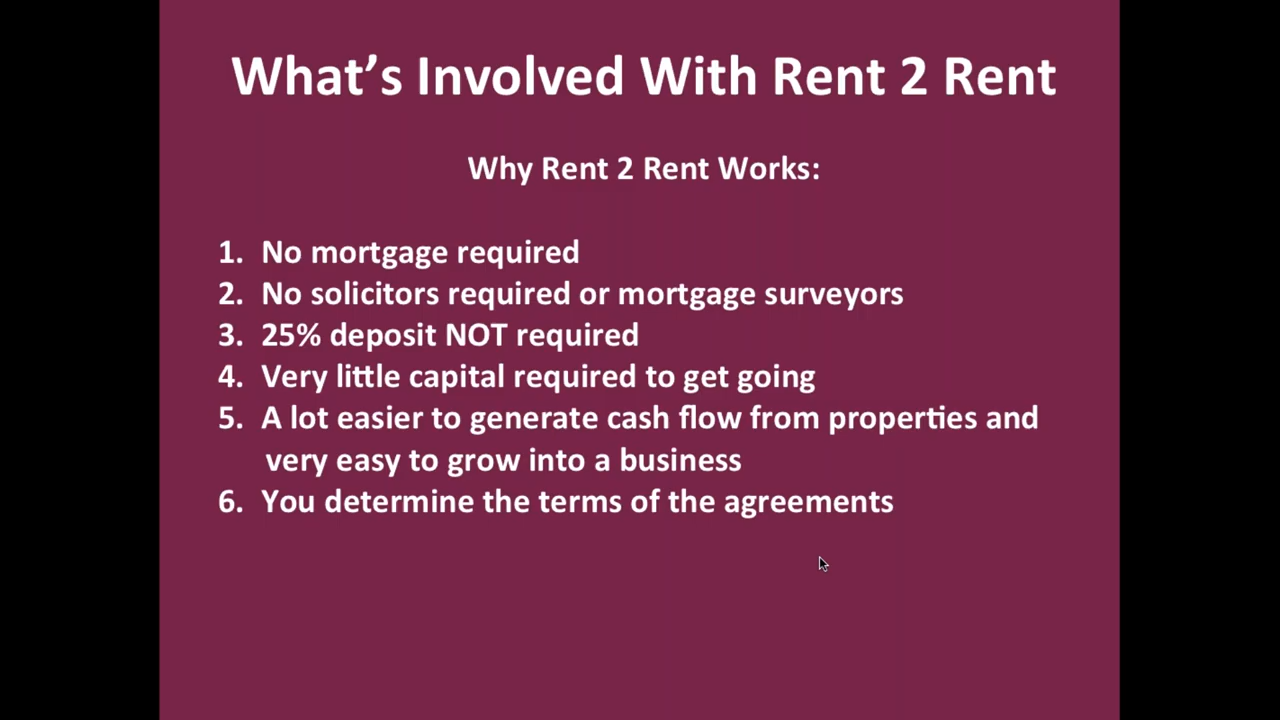 What’s Involved With Rent 2 Rent
Why Rent 2 Rent Works:
1. No mortgage required
2. No solicitors required or mortgage surveyors
3. 25% deposit NOT required
4. Very little capital required to get going
5. A lot easier to generate cash flow from properties and
very easy to grow into a business
6. You determine the terms of the agreements